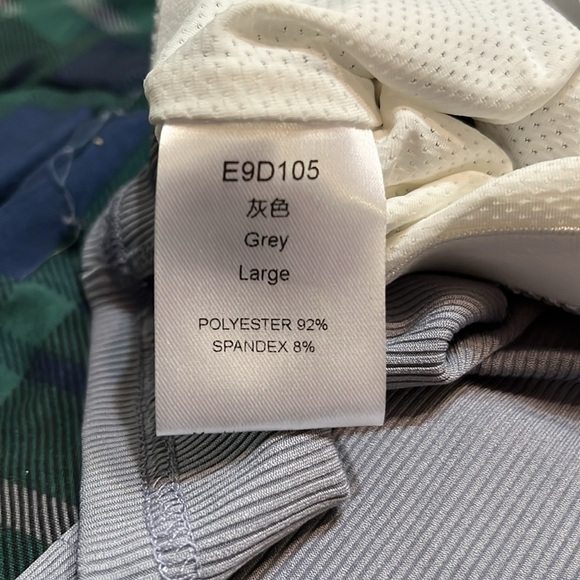 E9D105
灰色
Grey
Large
POLYESTER 92%
SPANDEX 8%